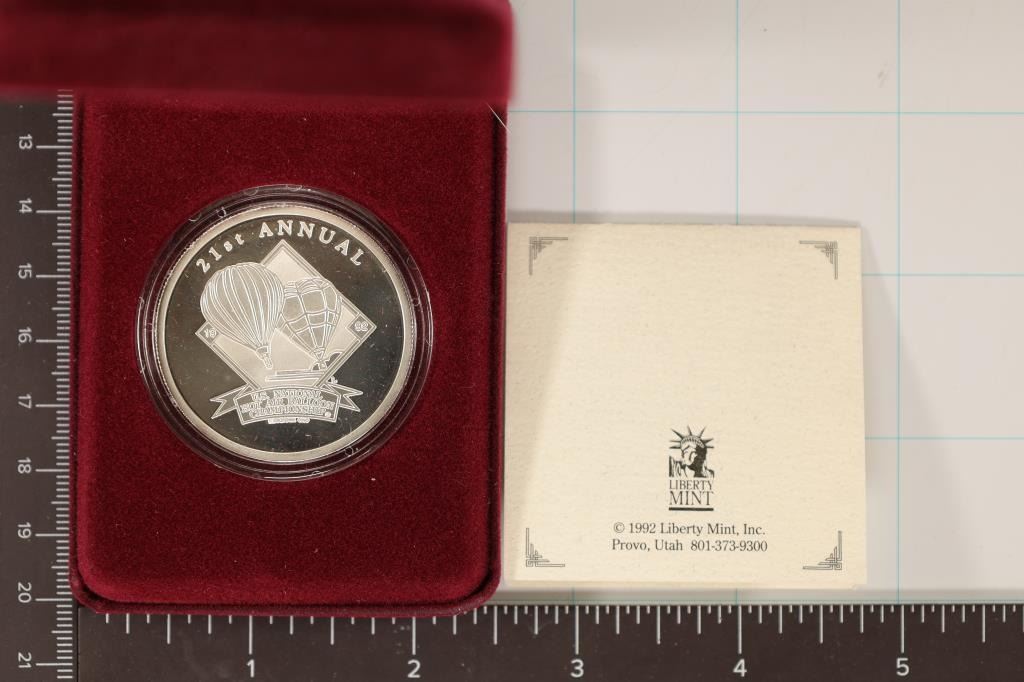 21st ANNUAL
19 92
U.S. NATIONAL
HOT AIR BALLOON
CHAMPIONSHIP
LIBERTY
MINT
© 1992 Liberty Mint, Inc.
Provo, Utah 801-373-9300
13
14
15
16
17
18
19
20
21
1 2 3 4 5